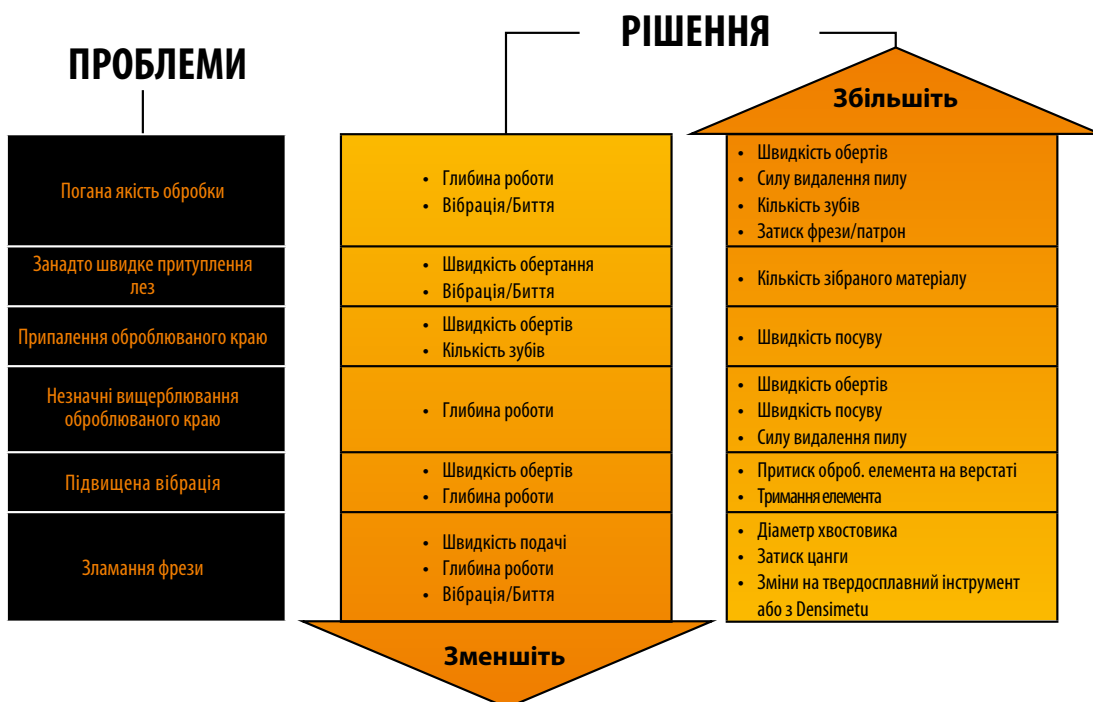 ПРОБЛЕМИ
РІШЕННЯ
Збільшіть
Погана якість обробки
• Глибина роботи
• Вібрація/Биття
• Швидкість обертів
• Силу видалення пилу
• Кількість зубів
• Затиск фрези/патрон
Занадто швидке притуплення
лез
• Швидкість обертання
• Вібрація/Биття
• Кількість зібраного матеріалу
Припалення оброблюваного краю
• Швидкість обертів
• Кількість зубів
• Швидкість посуву
Незначні вищерблювання
оброблюваного краю
• Глибина роботи
• Швидкість обертів
• Швидкість посуву
• Силу видалення пилу
Підвищена вібрація
• Швидкість обертів
• Глибина роботи
• Притиск оброб. елемента на верстаті
• Тримання елемента
Зламання фрези
• Швидкість подачі
• Глибина роботи
• Вібрація/Биття
• Діаметр хвостовика
• Затиск цанги
• Зміни на твердосплавний інструмент
або з Densimetu
Зменшіть